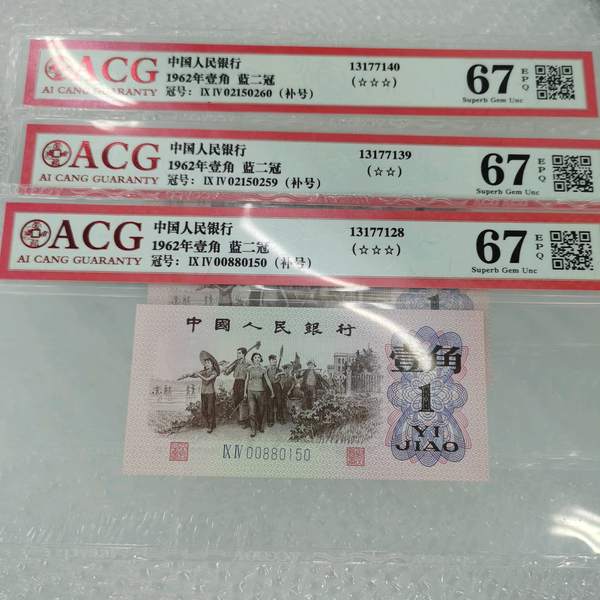 ACG
AI CANG GUARANTY
中国人民银行
1962年壹角 蓝二冠
冠号：IX IV 02150260（补号）
13177140
（☆☆☆）
67
EPQ
Superb Gem Unc
ACG
AI CANG GUARANTY
中国人民银行
1962年壹角 蓝二冠
冠号：IX IV 02150259（补号）
13177139
（☆☆☆）
67
EPQ
Superb Gem Unc
ACG
AI CANG GUARANTY
中国人民银行
1962年壹角 蓝二冠
冠号：IX IV 00880150（补号）
13177128
（☆☆☆）
67
EPQ
Superb Gem Unc
1
中國人民銀行
壹角
1
YI
JIAO
IX IV 00880150